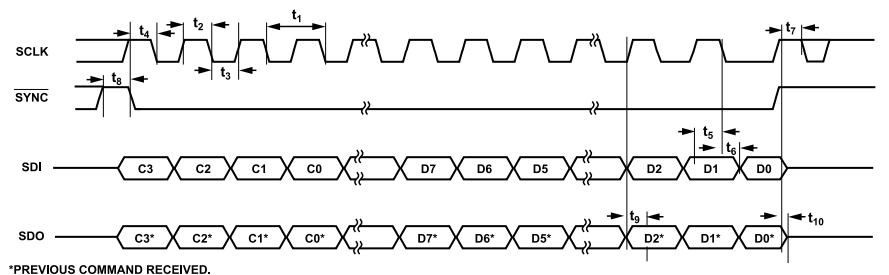 t4 t2 t1 t7
SCLK
t3
t8
SYNC
t5 t6
SDI C3 C2 C1 C0 D7 D6 D5 D2 D1 D0
t9 t10
SDO C3* C2* C1* C0* D7* D6* D5* D2* D1* D0*
*PREVIOUS COMMAND RECEIVED.